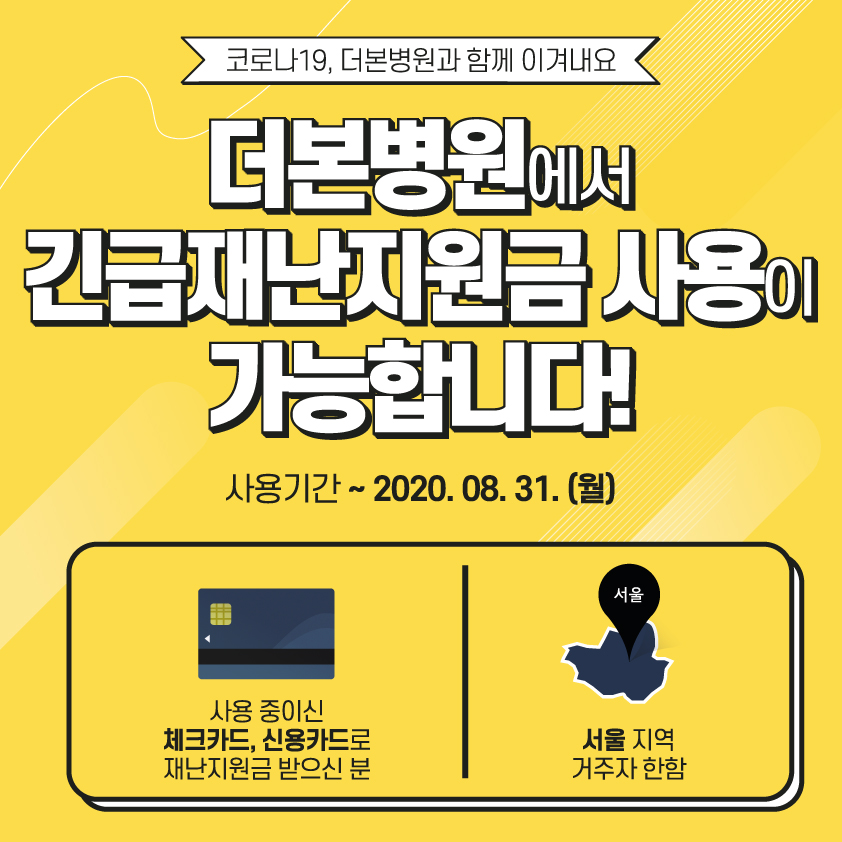 코로나19, 더본병원과 함께 이겨내요
더본병원에서
긴급재난지원금 사용이
가능합니다!
사용기간 ~ 2020. 08. 31. (월)
사용 중이신
체크카드, 신용카드로
재난지원금 받으신 분
서울
서울 지역
거주자 한함